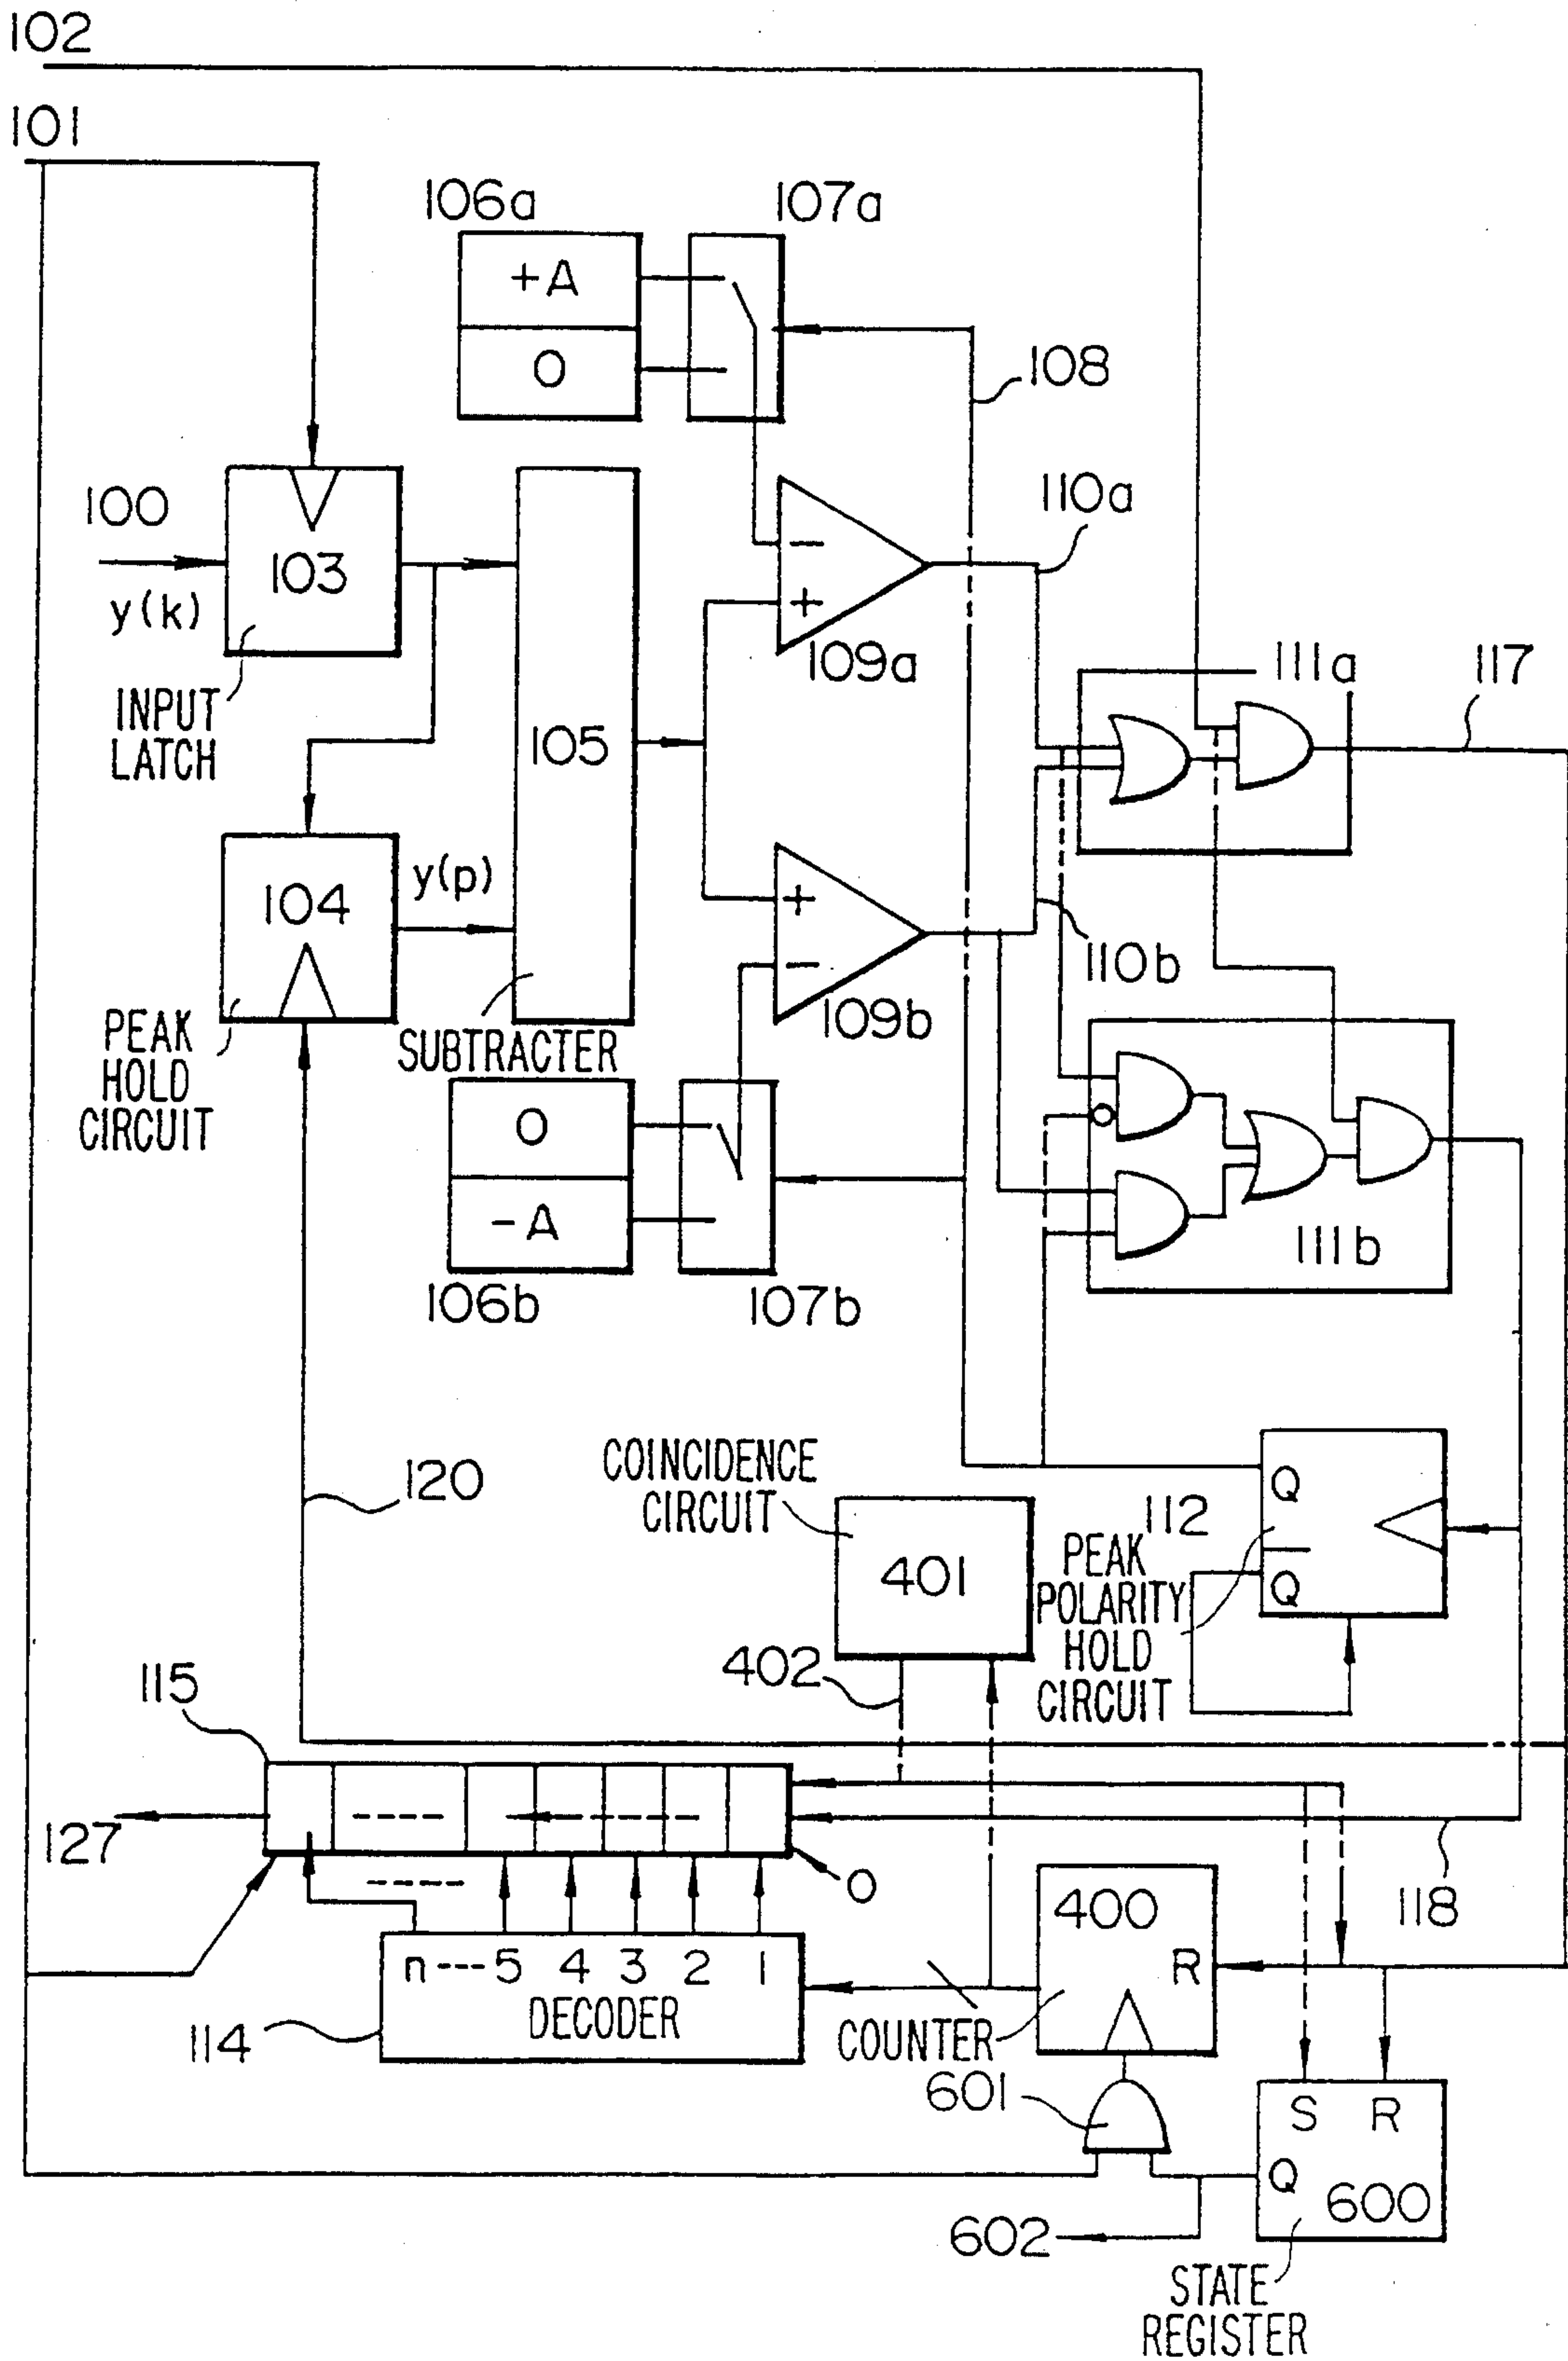 102
101
106a
107a
+A
0
108
100
y(k)
103
INPUT
LATCH
110a
−
+
109a
111a
117
105
104
y(p)
PEAK
HOLD
CIRCUIT
SUBTRACTER
+
−
109b
110b
0
−A
106b
107b
111b
120
COINCIDENCE
CIRCUIT
401
402
112
PEAK
POLARITY
HOLD
CIRCUIT
Q
Q
115
127
0
118
n---5 4 3 2 1
DECODER
114
400
R
COUNTER
601
S R
Q
600
602
STATE
REGISTER